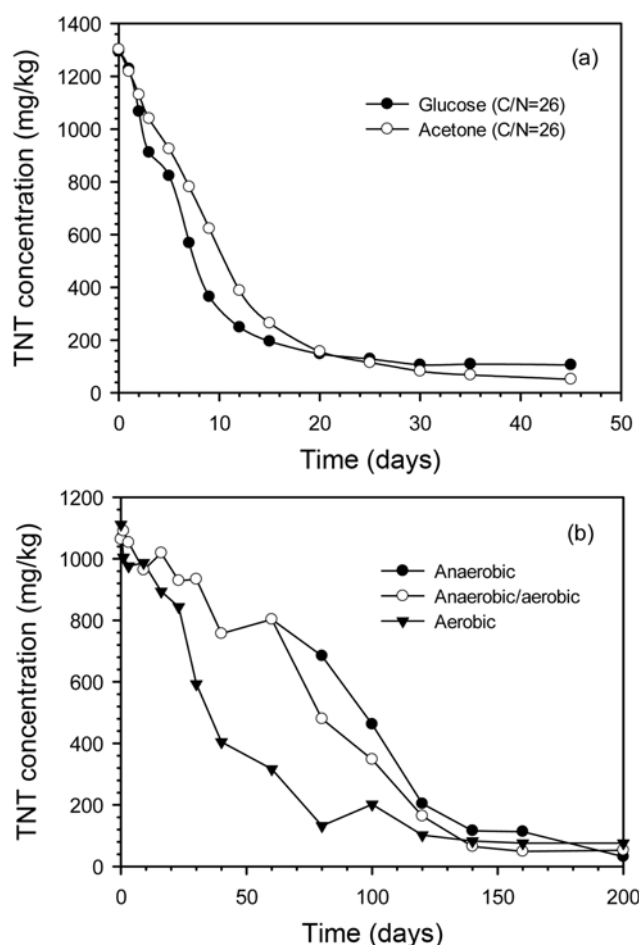 1400
1200
1000
800
600
400
200
0
TNT concentration (mg/kg)
(a)
Glucose (C/N=26)
Acetone (C/N=26)
0 10 20 30 40 50
Time (days)
1200
1000
800
600
400
200
0
TNT concentration (mg/kg)
(b)
Anaerobic
Anaerobic/aerobic
Aerobic
0 50 100 150 200
Time (days)